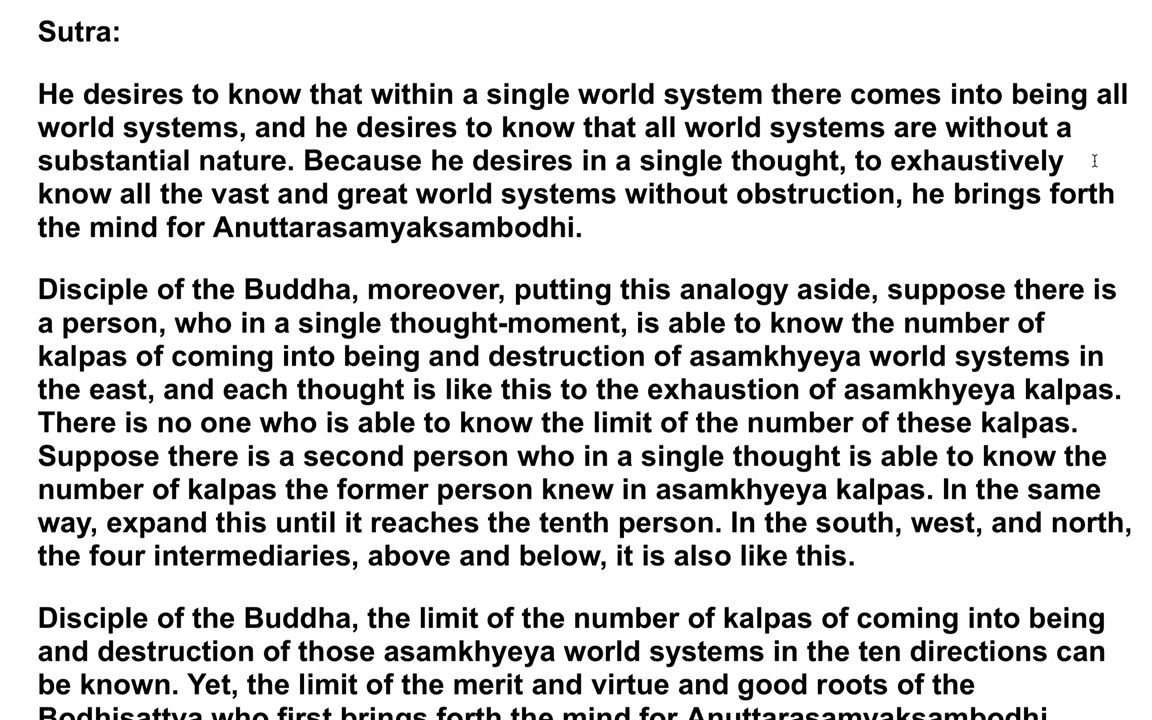 Sutra:
He desires to know that within a single world system there comes into being all
world systems, and he desires to know that all world systems are without a
substantial nature. Because he desires in a single thought, to exhaustively
know all the vast and great world systems without obstruction, he brings forth
the mind for Anuttarasamyaksambodhi.
Disciple of the Buddha, moreover, putting this analogy aside, suppose there is
a person, who in a single thought-moment, is able to know the number of
kalpas of coming into being and destruction of asamkhyeya world systems in
the east, and each thought is like this to the exhaustion of asamkhyeya kalpas.
There is no one who is able to know the limit of the number of these kalpas.
Suppose there is a second person who in a single thought is able to know the
number of kalpas the former person knew in asamkhyeya kalpas. In the same
way, expand this until it reaches the tenth person. In the south, west, and north,
the four intermediaries, above and below, it is also like this.
Disciple of the Buddha, the limit of the number of kalpas of coming into being
and destruction of those asamkhyeya world systems in the ten directions can
be known. Yet, the limit of the merit and virtue and good roots of the
Bodhisattva who first brings forth the mind for Anuttarasamyaksambodhi